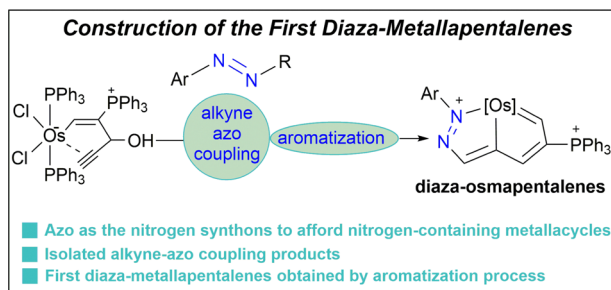 Construction of the First Diaza-Metallapentalenes
PPh3
Cl
Os
Cl
PPh3
+
PPh3
OH
Ar
N
N
R
alkyne
azo
coupling
aromatization
Ar
+
N
N
[Os]
+
PPh3
diaza-osmapentalenes
Azo as the nitrogen synthons to afford nitrogen-containing metallacycles
Isolated alkyne-azo coupling products
First diaza-metallapentalenes obtained by aromatization process